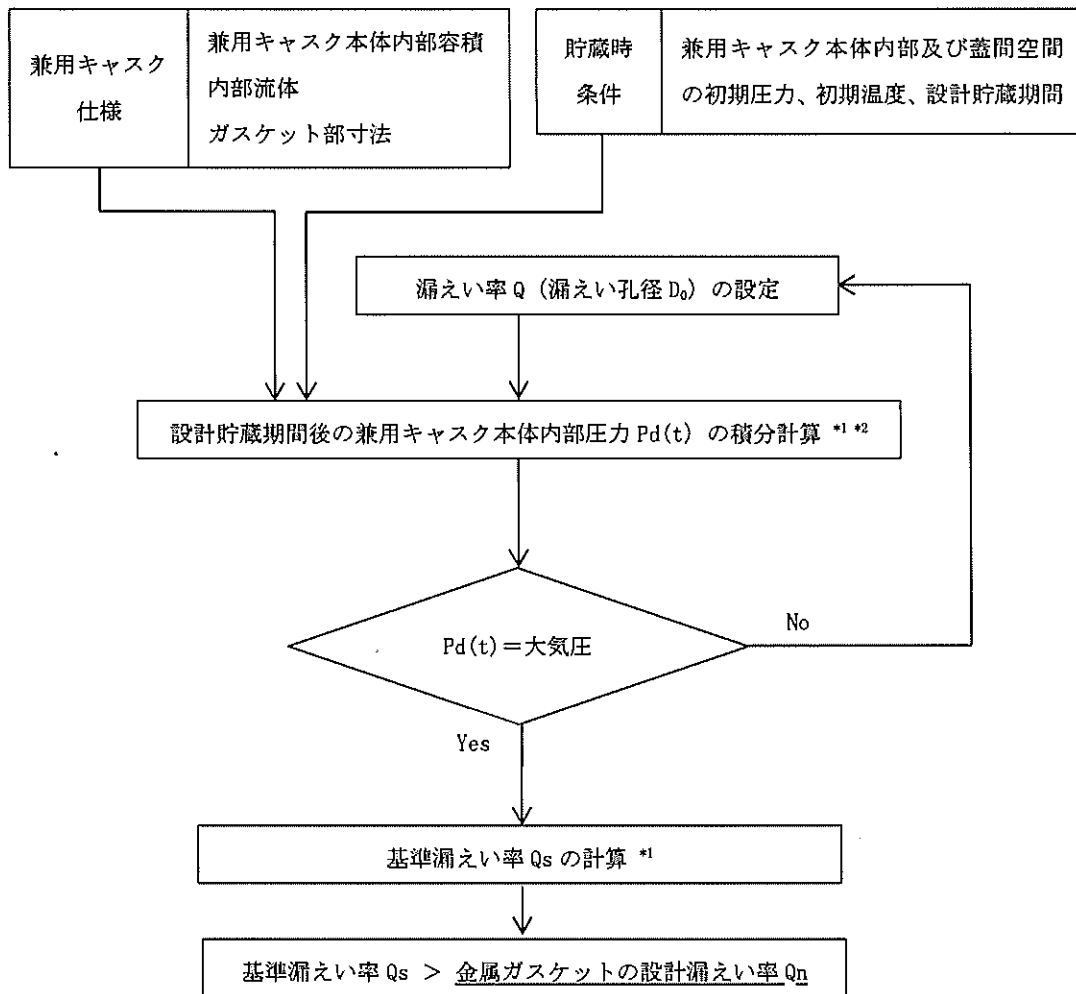 兼用キャスク
仕様
兼用キャスク本体内部容積
内部流体
ガスケット部寸法
貯蔵時
条件
兼用キャスク本体内部及び蓋間空間
の初期圧力、初期温度、設計貯蔵期間
漏えい率 Q (漏えい孔径 D₀) の設定
設計貯蔵期間後の兼用キャスク本体内部圧力 Pd(t) の積分計算 *1 *2
Pd(t)＝大気圧
No
Yes
基準漏えい率 Qs の計算 *1
基準漏えい率 Qs > 金属ガスケットの設計漏えい率 Qn